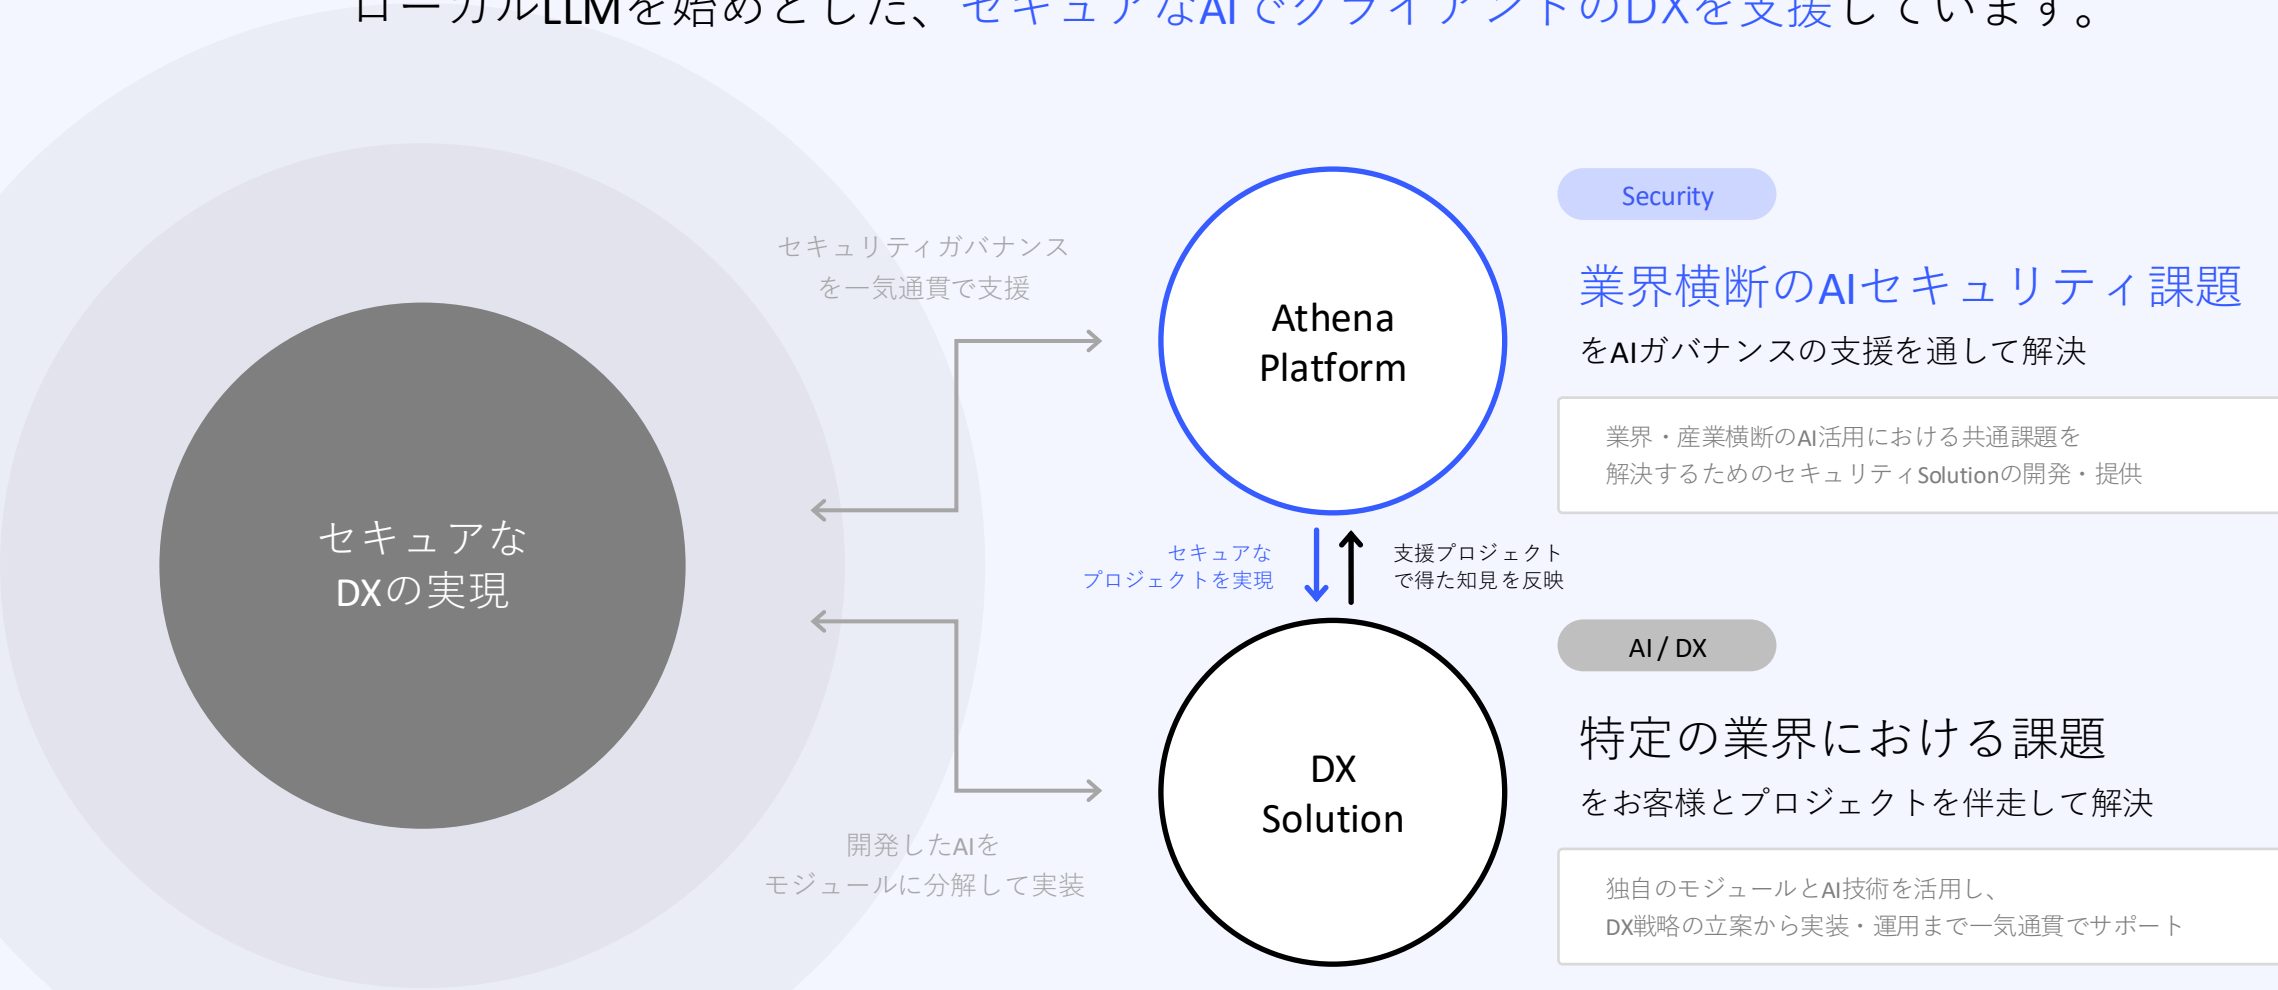 ローカルLLMを始めとした、セキュアなAIでクライアントのDXを支援しています。
セキュアな
DXの実現
セキュリティガバナンス
を一気通貫で支援
開発したAIを
モジュールに分解して実装
Athena
Platform
セキュアな
プロジェクトを実現
支援プロジェクト
で得た知見を反映
DX
Solution
Security
業界横断のAIセキュリティ課題
をAIガバナンスの支援を通して解決
業界・産業横断のAI活用における共通課題を
解決するためのセキュリティSolutionの開発・提供
AI / DX
特定の業界における課題
をお客様とプロジェクトを伴走して解決
独自のモジュールとAI技術を活用し、
DX戦略の立案から実装・運用まで一気通貫でサポート